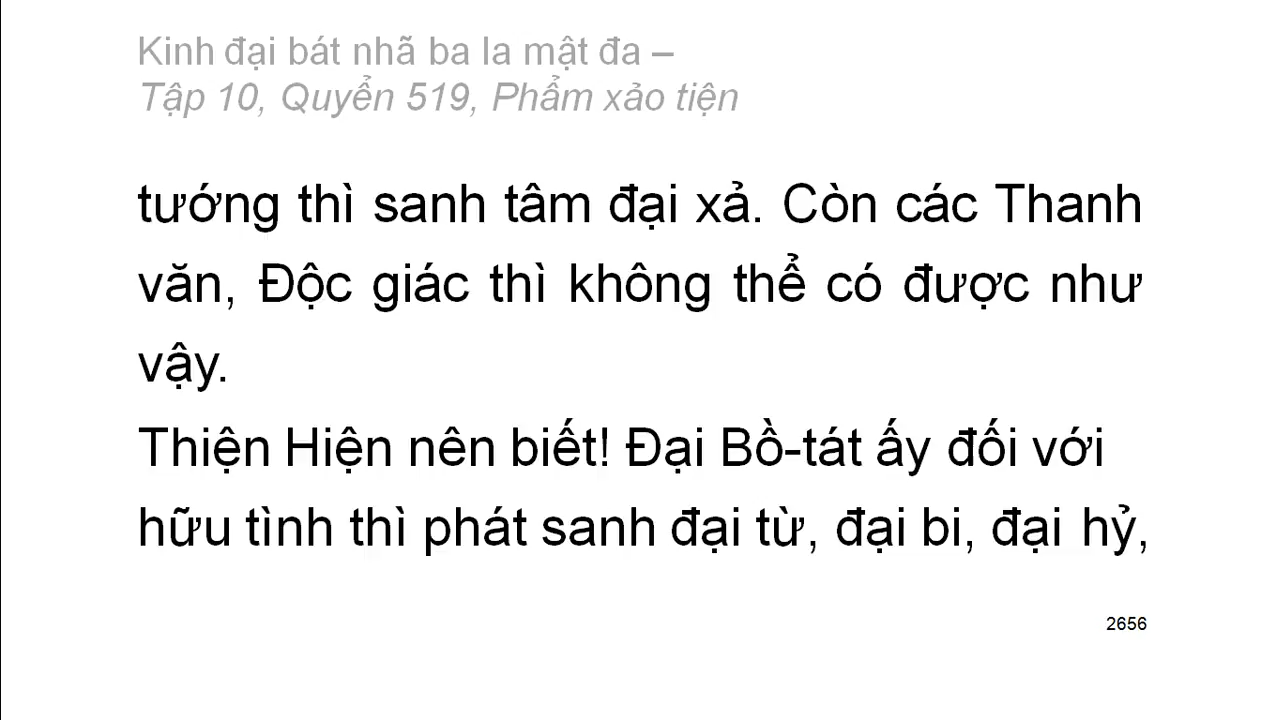 Kinh đại bát nhã ba la mật đa –
Tập 10, Quyển 519, Phẩm xảo tiện
tướng thì sanh tâm đại xả. Còn các Thanh
văn, Độc giác thì không thể có được như
vậy.
Thiện Hiện nên biết! Đại Bồ-tát ấy đối với
hữu tình thì phát sanh đại từ, đại bi, đại hỷ,
2656